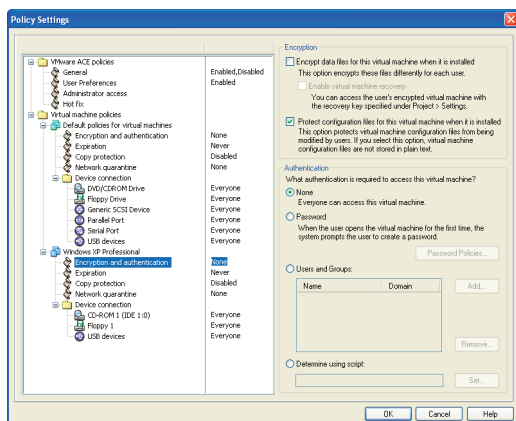 Policy Settings
VMware ACE policies
General Enabled,Disabled
User Preferences Enabled
Administrator access
Hot fix
Virtual machine policies
Default policies for virtual machines
Encryption and authentication None
Expiration Never
Copy protection Disabled
Network quarantine None
Device connection
DVD/CDROM Drive Everyone
Floppy Drive Everyone
Generic SCSI Device Everyone
Parallel Port Everyone
Serial Port Everyone
USB devices Everyone
Windows XP Professional
Encryption and authentication None
Expiration Never
Copy protection Disabled
Network quarantine None
Device connection
CD-ROM 1 (IDE 1:0) Everyone
Floppy 1 Everyone
USB devices Everyone
Encryption
Encrypt data files for this virtual machine when it is installed
This option encrypts these files differently for each user.
Enable virtual machine recovery
You can access the user's encrypted virtual machine with
the recovery key specified under Project > Settings.
Protect configuration files for this virtual machine when it is installed
This option protects virtual machine configuration files from being
modified by users. If you select this option, virtual machine
configuration files are not stored in plain text.
Authentication
What authentication is required to access this virtual machine?
None
Everyone can access this virtual machine.
Password
When the user opens the virtual machine for the first time, the
system prompts the user to create a password.
Password Policies...
Users and Groups:
Name Domain Add...
Remove...
Determine using script:
Set...
OK Cancel Help